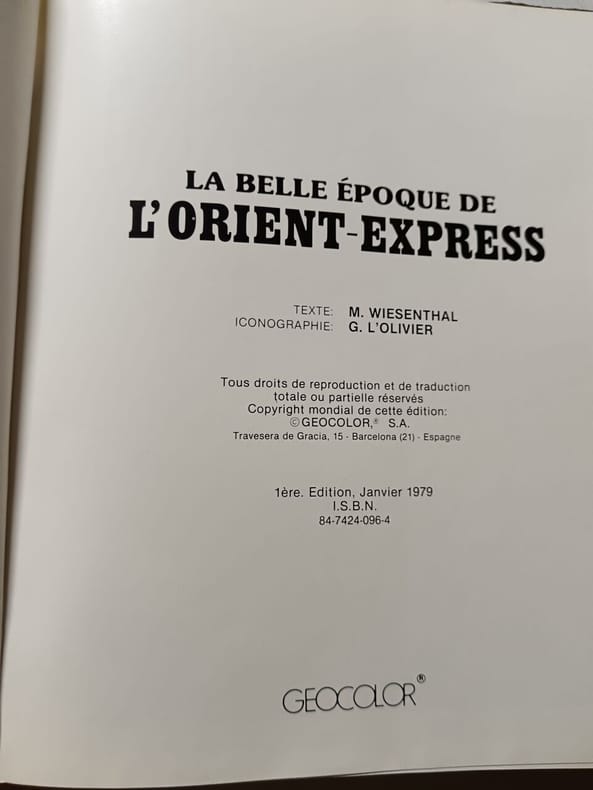 LA BELLE ÉPOQUE DE
L'ORIENT-EXPRESS
TEXTE: M. WIESENTHAL
ICONOGRAPHIE: G. L'OLIVIER
Tous droits de reproduction et de traduction
totale ou partielle réservés
Copyright mondial de cette édition:
©GEOCOLOR,® S.A.
Travesera de Gracia, 15 - Barcelona (21) - Espagne
1ère. Edition, Janvier 1979
I.S.B.N.
84-7424-096-4
GEOCOLOR®